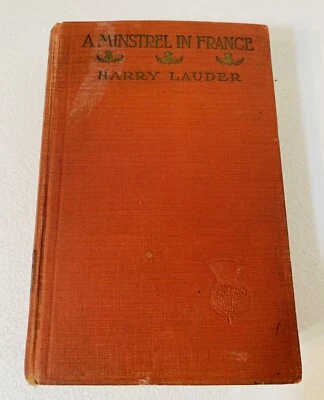 A MINSTREL IN FRANCE
HARRY LAUDER